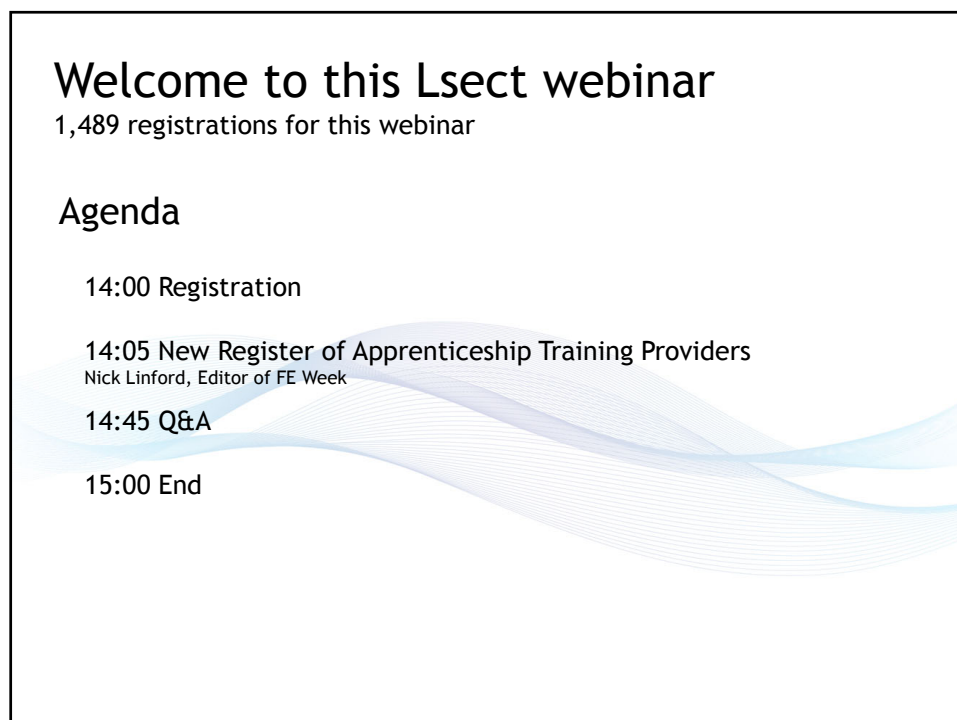 Welcome to this Lsect webinar
1,489 registrations for this webinar
Agenda
14:00 Registration
14:05 New Register of Apprenticeship Training Providers
Nick Linford, Editor of FE Week
14:45 Q&A
15:00 End